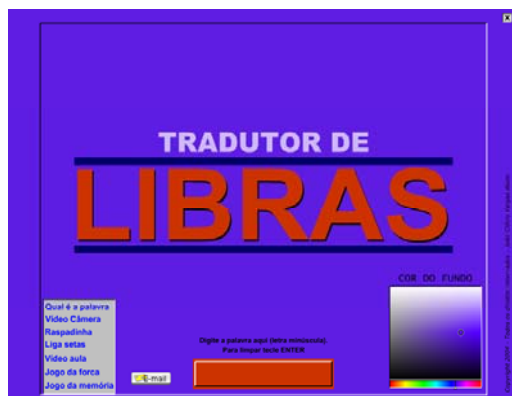 TRADUTOR DE
LIBRAS
COR DO FUNDO
Qual é a palavra
Vídeo Câmera
Raspadinha
Liga setas
Vídeo aula
Jogo da forca
Jogo da memória
E-mail
Digite a palavra aqui (letra minúscula).
Para limpar tecle ENTER